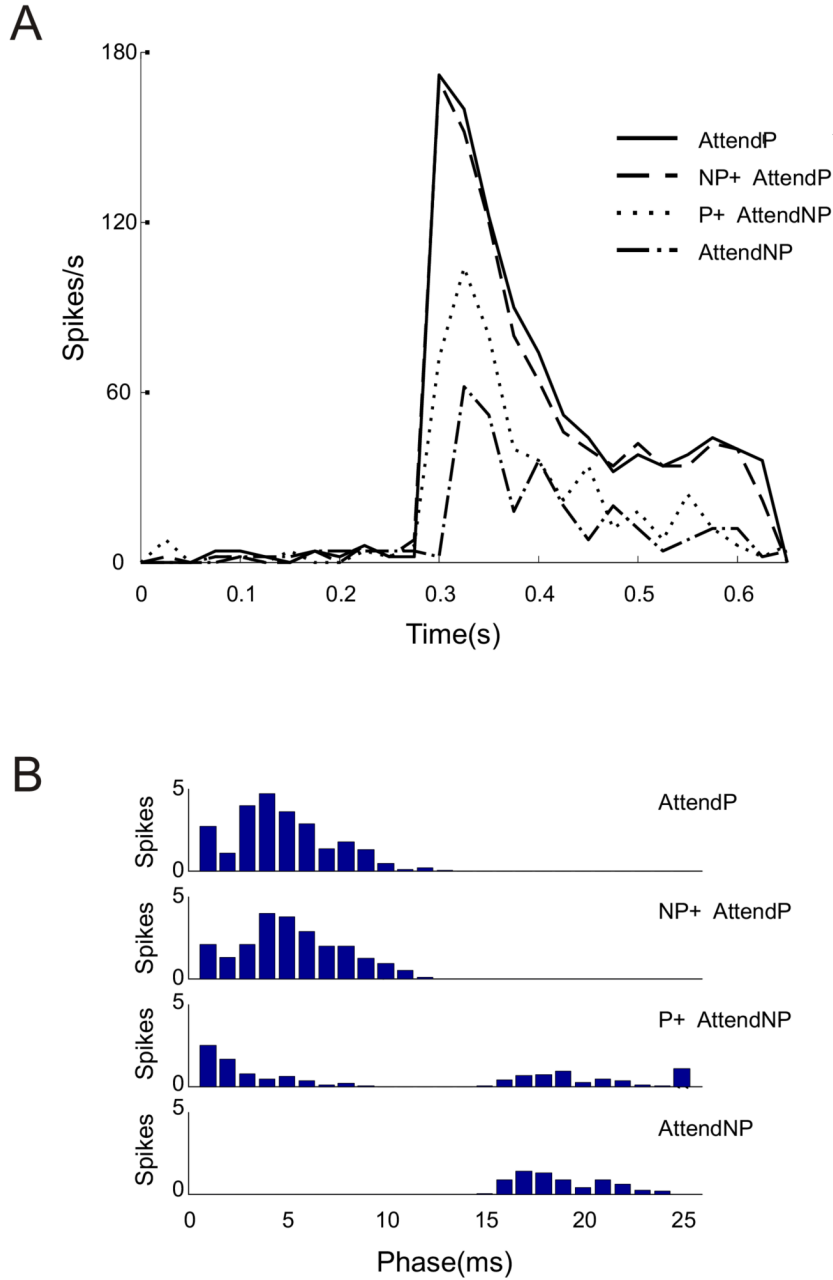 A
180
120
60
0
Spikes/s
AttendP
NP+ AttendP
P+ AttendNP
AttendNP
0 0.1 0.2 0.3 0.4 0.5 0.6
Time(s)
B
5
0
Spikes
AttendP
5
0
Spikes
NP+ AttendP
5
0
Spikes
P+ AttendNP
5
0
Spikes
AttendNP
0 5 10 15 20 25
Phase(ms)